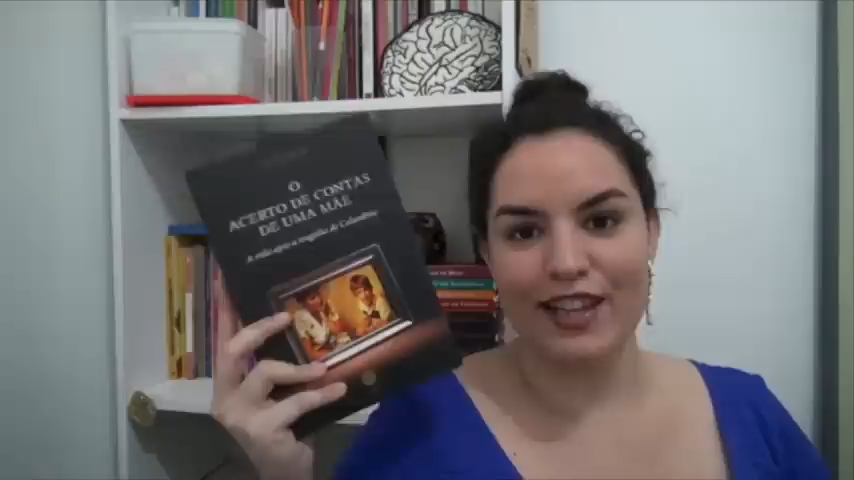 O
ACERTO DE CONTAS
DE UMA MÃE
A vida após a tragédia de Columbine